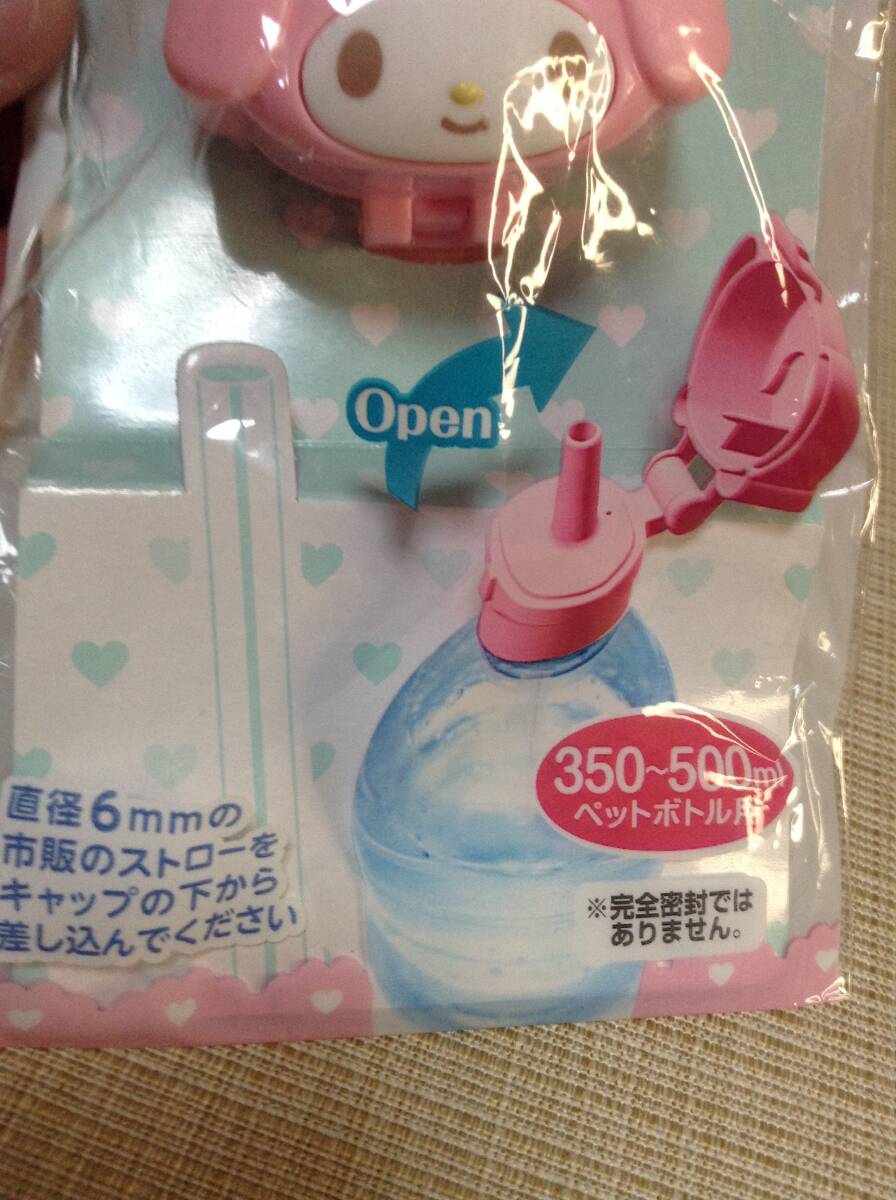 Open
350~500ml
ペットボトル用
直径6mmの
市販のストローを
キャップの下から
差し込んでください
※完全密封では
ありません。